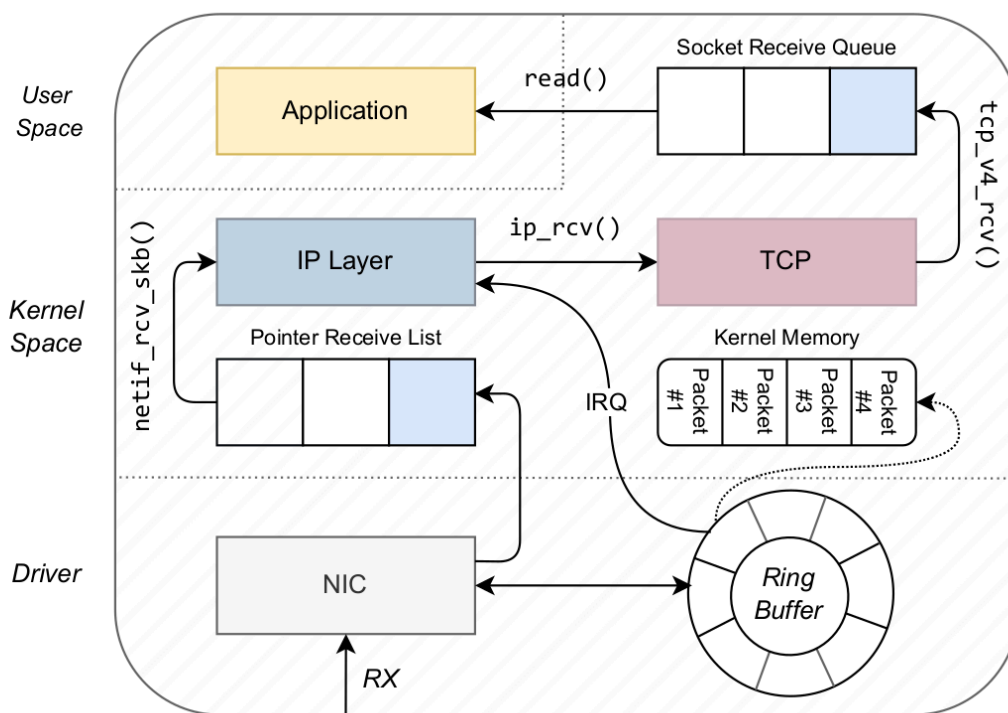 Socket Receive Queue
User
Space
Application
read()
tcp_v4_rcv()
netif_rcv_skb()
IP Layer
ip_rcv()
TCP
Kernel
Space
Pointer Receive List
Kernel Memory
IRQ
Packet
#1
Packet
#2
Packet
#3
Packet
#4
Driver
NIC
Ring
Buffer
RX